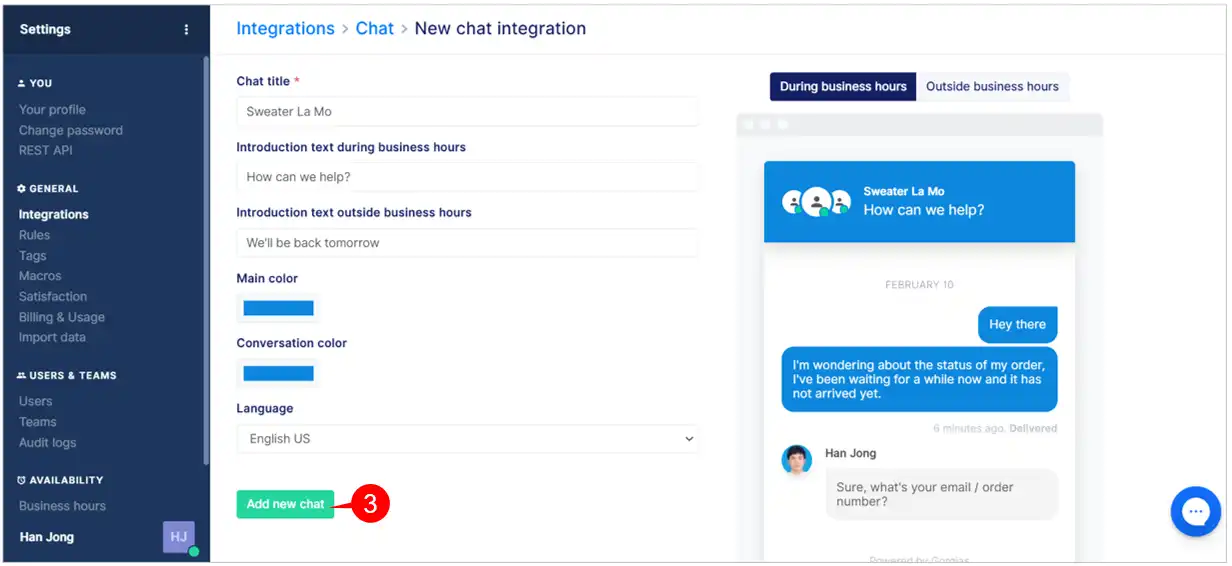 Settings
YOU
Your profile
Change password
REST API
GENERAL
Integrations
Rules
Tags
Macros
Satisfaction
Billing & Usage
Import data
USERS & TEAMS
Users
Teams
Audit logs
AVAILABILITY
Business hours
Han Jong
HJ
Integrations > Chat > New chat integration
Chat title *
Sweater La Mo
Introduction text during business hours
How can we help?
Introduction text outside business hours
We'll be back tomorrow
Main color
Conversation color
Language
English US
Add new chat
3
During business hours
Outside business hours
Sweater La Mo
How can we help?
FEBRUARY 10
Hey there
I'm wondering about the status of my order,
I've been waiting for a while now and it has
not arrived yet.
6 minutes ago. Delivered
Han Jong
Sure, what's your email / order
number?
Powered by Gorgias